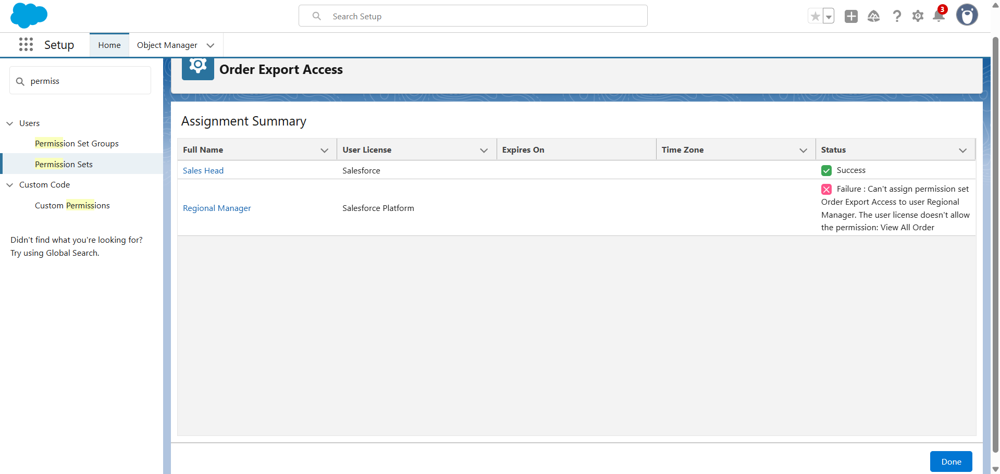 Search Setup
3
Setup
Home
Object Manager
permiss
Users
Permission Set Groups
Permission Sets
Custom Code
Custom Permissions
Didn't find what you're looking for?
Try using Global Search.
Order Export Access
Assignment Summary
Full Name
User License
Expires On
Time Zone
Status
Sales Head
Salesforce
Success
Regional Manager
Salesforce Platform
Failure : Can't assign permission set
Order Export Access to user Regional
Manager. The user license doesn't allow
the permission: View All Order
Done